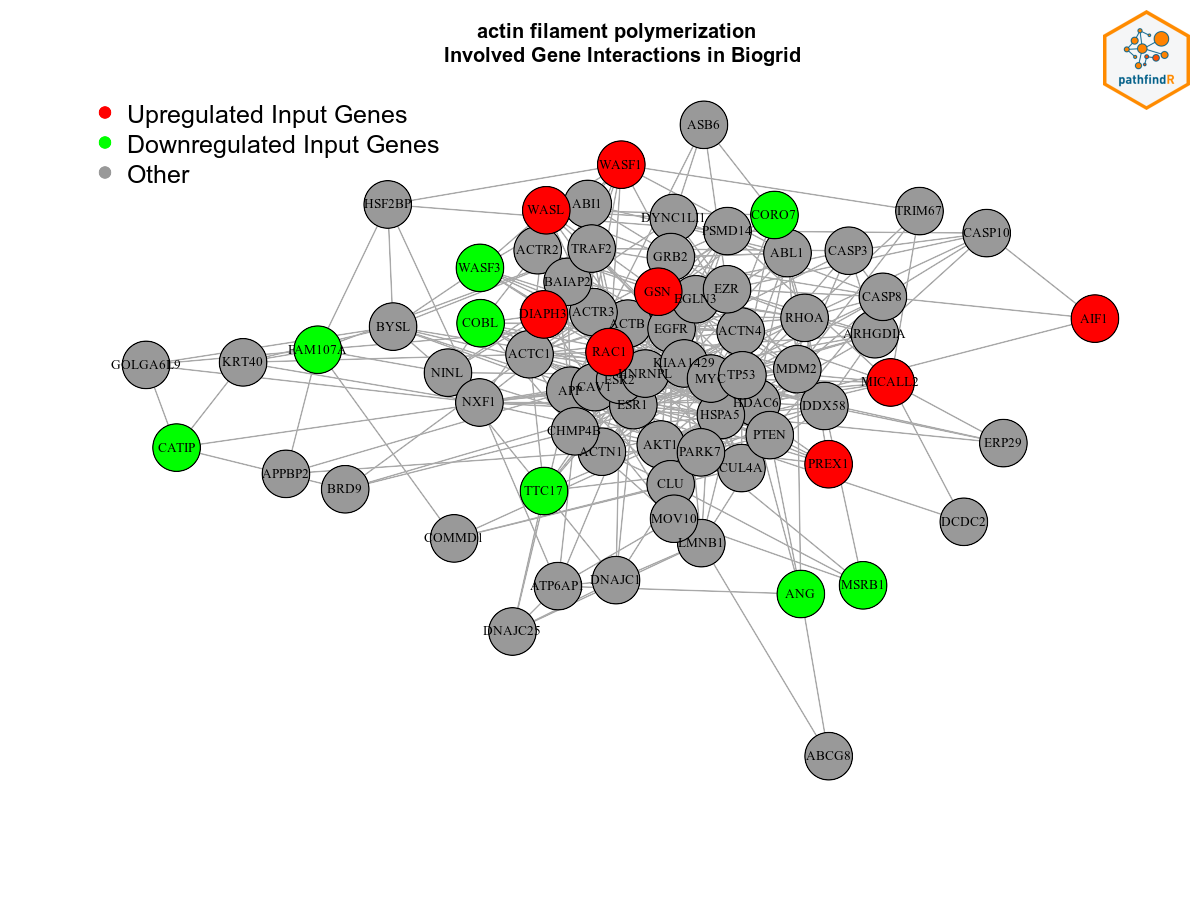 actin filament polymerization
Involved Gene Interactions in Biogrid
pathfindR
Upregulated Input Genes
Downregulated Input Genes
Other
ASB6
WASF1
HSF2BP
WASL
ABI1
DYNC1LI1
CORO7
TRIM67
PSMD14
CASP10
ACTR2
TRAF2
GRB2
ABL1
CASP3
WASF3
BAIAP2
GSN
EGLN3
EZR
CASP8
DIAPH3
ACTR3
COBL
ACTB
EGFR
ACTN4
RHOA
AIF1
BYSL
ARHGDIA
FAM107A
ACTC1
RAC1
GOLGA6L9
KRT40
KIAA1429
NINL
ESR2
HNRNPL
MYC
TP53
MDM2
MICALL2
APP
CAV1
NXF1
ESR1
HDAC6
DDX58
HSPA5
CHMP4B
PTEN
CATIP
ACTN1
AKT1
PARK7
ERP29
APPBP2
CUL4A
PREX1
BRD9
TTC17
CLU
MOV10
DCDC2
COMMD1
LMNB1
ATP6AP
DNAJC1
ANG
MSRB1
DNAJC25
ABCG8